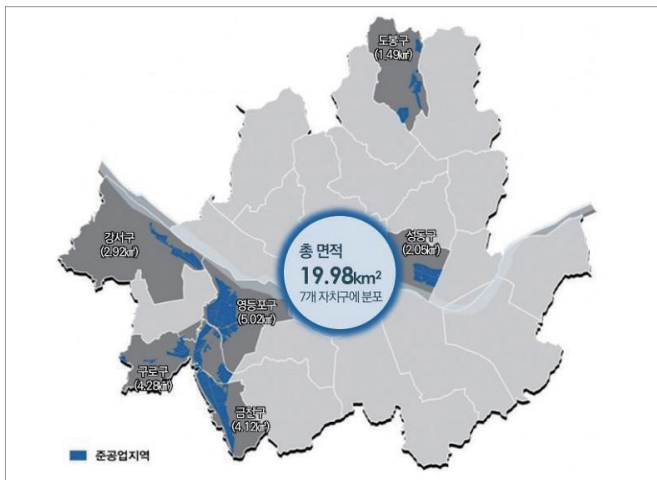 도봉구
(1.49㎢)
강서구
(2.92㎢)
성동구
(2.05㎢)
총 면적
19.98km²
7개 자치구에 분포
영등포구
(5.02㎢)
구로구
(4.28㎢)
금천구
(4.12㎢)
준공업지역